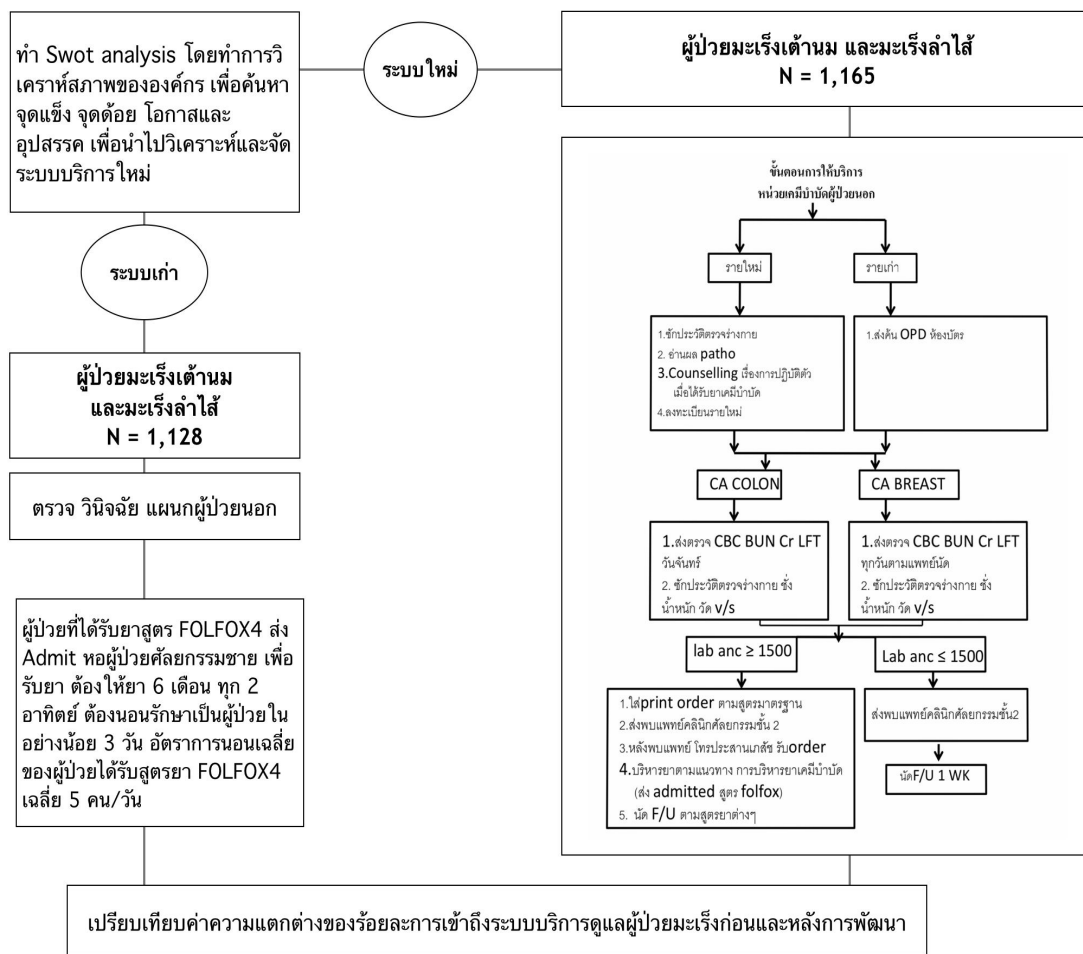 ทำ Swot analysis โดยทำการวิ
เคราห์สภาพขององค์กร เพื่อค้นหา
จุดแข็ง จุดด้อย โอกาสและ
อุปสรรค เพื่อนำไปวิเคราะห์และจัด
ระบบบริการใหม่
ระบบใหม่
ผู้ป่วยมะเร็งเต้านม และมะเร็งลำไส้
N = 1,165
ระบบเก่า
ผู้ป่วยมะเร็งเต้านม
และมะเร็งลำไส้
N = 1,128
ตรวจ วินิจฉัย แผนกผู้ป่วยนอก
ผู้ป่วยที่ได้รับยาสูตร FOLFOX4 ส่ง
Admit หอผู้ป่วยศัลยกรรมชาย เพื่อ
รับยา ต้องให้ยา 6 เดือน ทุก 2
อาทิตย์ ต้องนอนรักษาเป็นผู้ป่วยใน
อย่างน้อย 3 วัน อัตราการนอนเฉลี่ย
ของผู้ป่วยได้รับสูตรยา FOLFOX4
เฉลี่ย 5 คน/วัน
ขั้นตอนการให้บริการ
หน่วยเคมีบำบัดผู้ป่วยนอก
รายใหม่
รายเก่า
1.ซักประวัติตรวจร่างกาย
2. อ่านผล patho
3.Counselling เรื่องการปฏิบัติตัว
เมื่อได้รับยาเคมีบำบัด
4.ลงทะเบียนรายใหม่
1.ส่งค้น OPD ห้องบัตร
CA COLON
CA BREAST
1.ส่งตรวจ CBC BUN Cr LFT
วันจันทร์
2. ซักประวัติตรวจร่างกาย ชั่ง
น้ำหนัก วัด v/s
1.ส่งตรวจ CBC BUN Cr LFT
ทุกวันตามแพทย์นัด
2. ซักประวัติตรวจร่างกาย ชั่ง
น้ำหนัก วัด v/s
lab anc ≥ 1500
Lab anc ≤ 1500
1.ใส่print order ตามสูตรมาตรฐาน
2.ส่งพบแพทย์คลินิกศัลยกรรมชั้น 2
3.หลังพบแพทย์ โทรประสานเภสัช รับorder
4.บริหารยาตามแนวทาง การบริหารยาเคมีบำบัด
(ส่ง admitted สูตร folfox)
5. นัด F/U ตามสูตรยาต่างๆ
ส่งพบแพทย์คลินิกศัลยกรรมชั้น2
นัดF/U 1 WK
เปรียบเทียบค่าความแตกต่างของร้อยละการเข้าถึงระบบบริการดูแลผู้ป่วยมะเร็งก่อนและหลังการพัฒนา